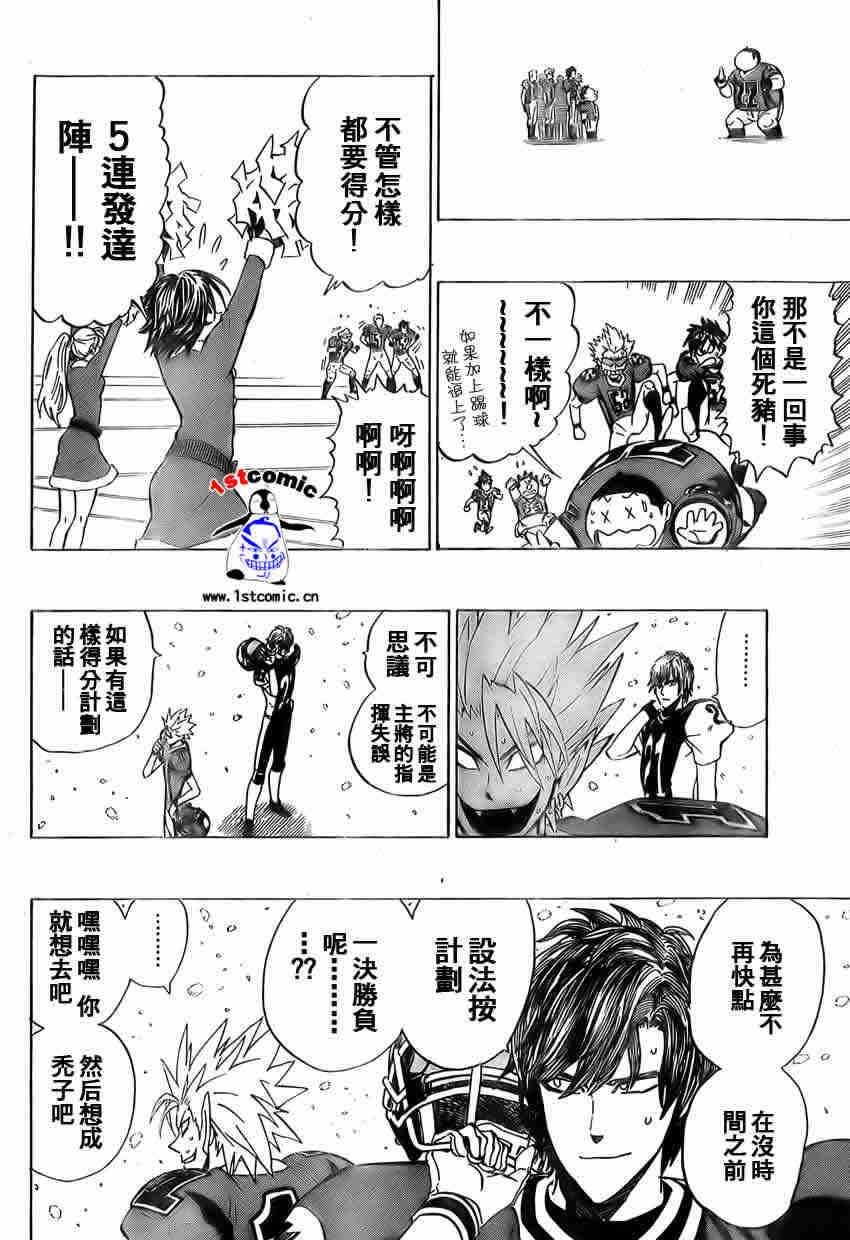 那不是一回事
你這個死豬！
不一樣啊~
~~~~~~！
如果加上踢球
就能追上了…
不管怎樣
都要得分！
5連發達
陣——!!
呀啊啊啊
啊啊！
1stcomic
www.1stcomic.cn
………
不可
思議
不可能是
主將的指
揮失誤
如果有這
樣得分計劃
的話——
為甚麼不
再快點
在沒時
間之前
設法按
計劃
一決勝負
呢………
……??
………
嘿嘿嘿 你
就想去吧
然后想成
禿子吧